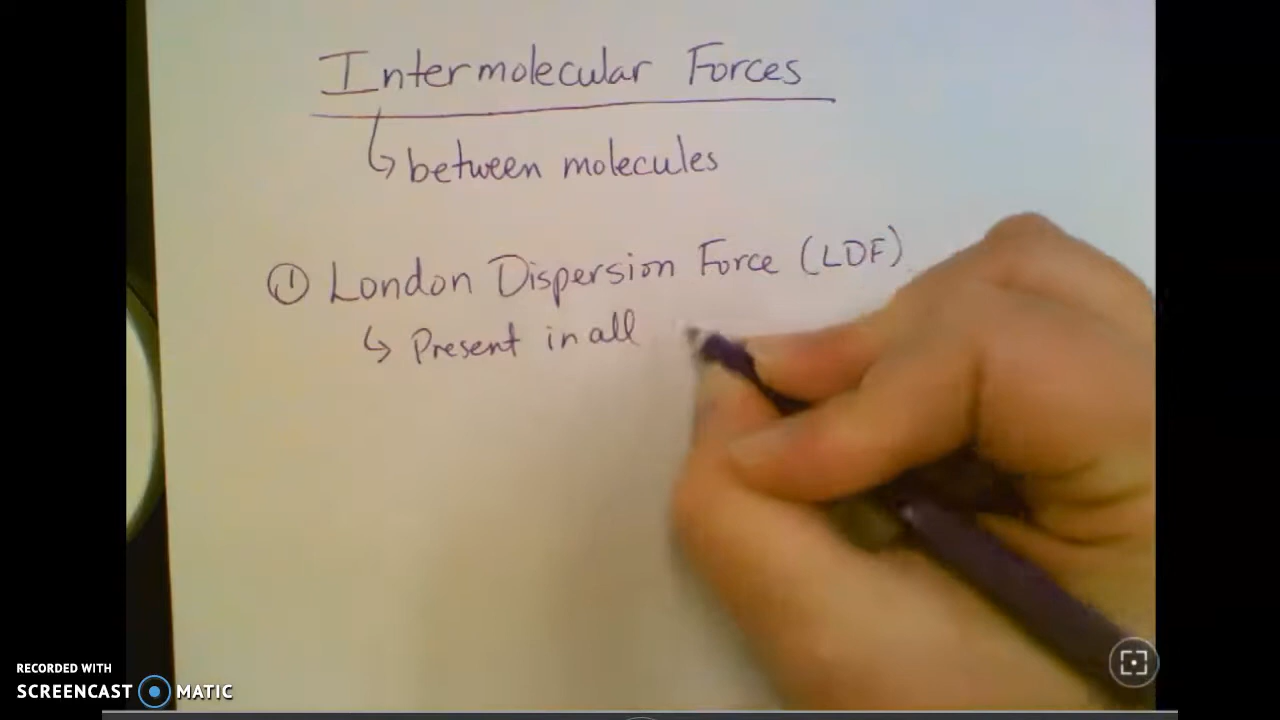 Intermolecular Forces
↳ between molecules
① London Dispersion Force (LDF)
↳ Present in all
RECORDED WITH
SCREENCAST MATIC